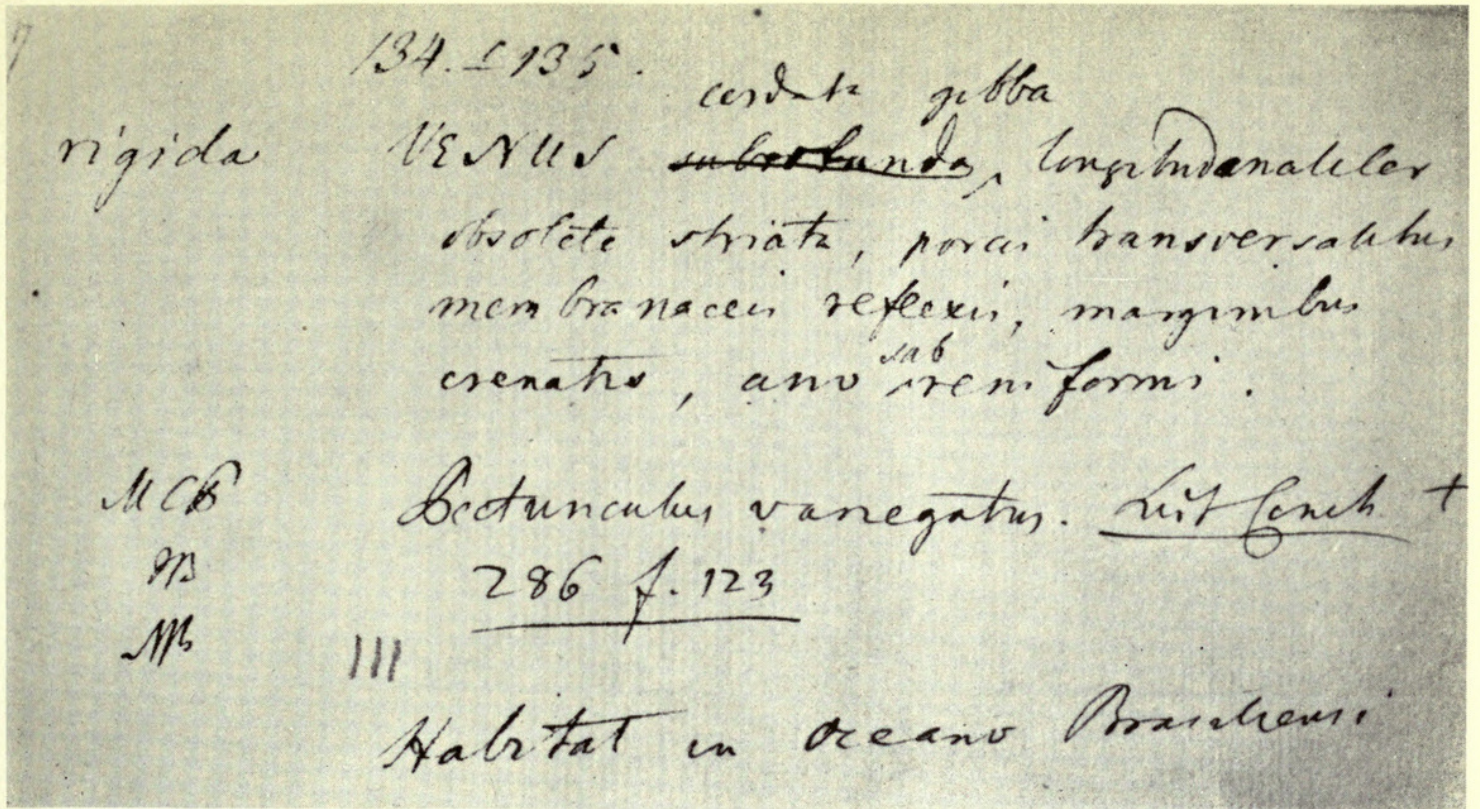 134. & 135.
cordata gibba
rigida VENUS subrotunda, longitudinaliter
obsolete striata, porcis transversalibus
membranaceis reflexis, marginibus
crenatis, ano sub reniformi.
MCB Pectunculus variegatus. List Conch +
286 f. 123
III
Habitat in Oceano Brasiliensi